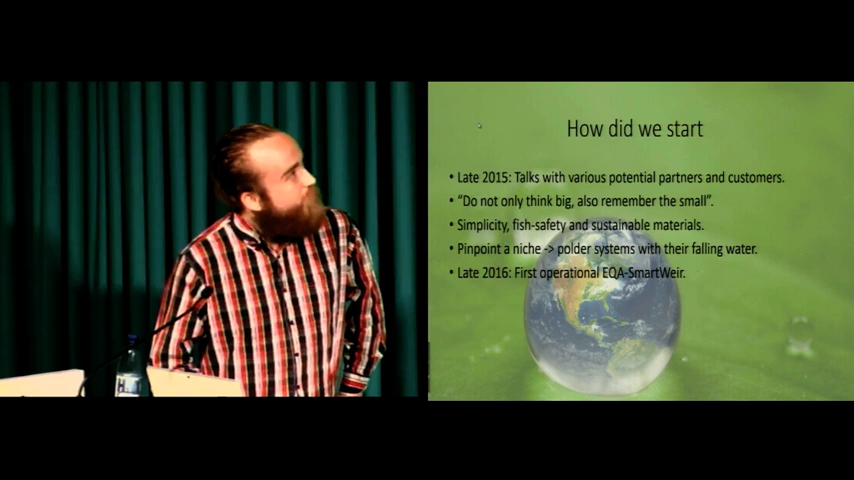 How did we start
• Late 2015: Talks with various potential partners and customers.
• “Do not only think big, also remember the small”.
• Simplicity, fish-safety and sustainable materials.
• Pinpoint a niche -> polder systems with their falling water.
• Late 2016: First operational EQA-SmartWeir.